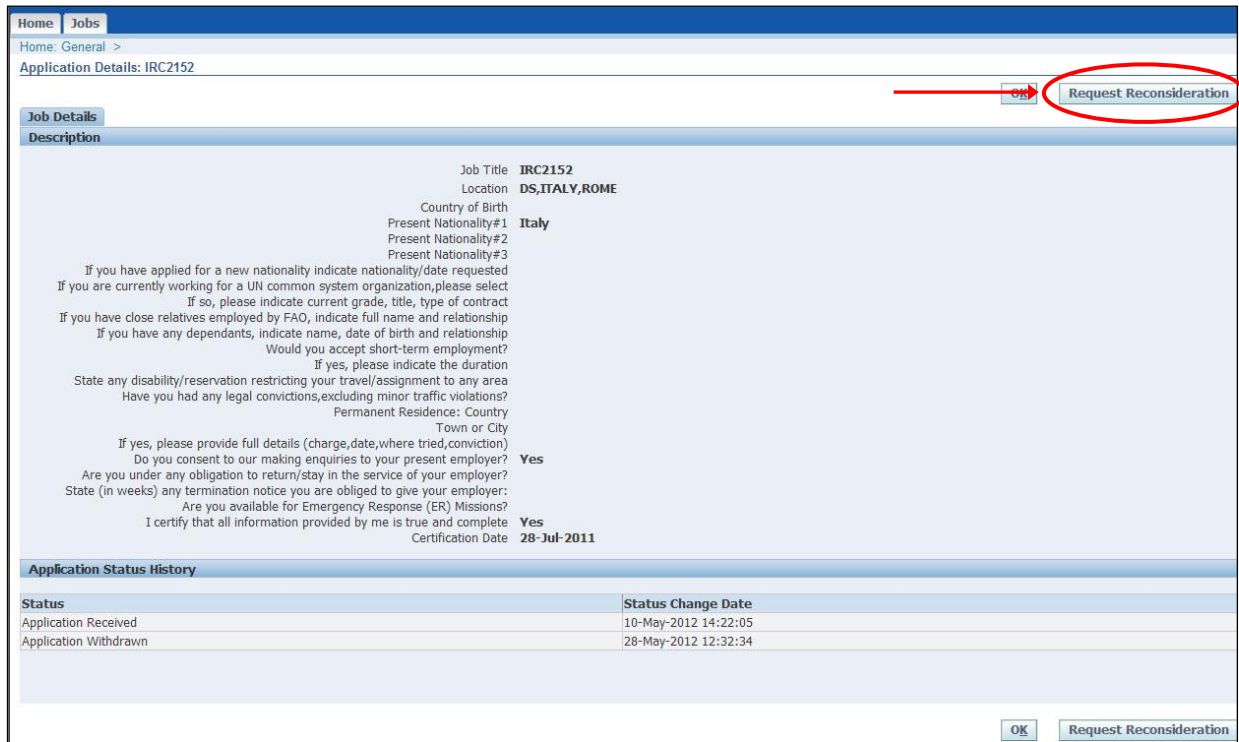 Home Jobs
Home: General >
Application Details: IRC2152
OK Request Reconsideration
Job Details
Description
Job Title IRC2152
Location DS,ITALY,ROME
Country of Birth
Present Nationality#1 Italy
Present Nationality#2
Present Nationality#3
If you have applied for a new nationality indicate nationality/date requested
If you are currently working for a UN common system organization,please select
If so, please indicate current grade, title, type of contract
If you have close relatives employed by FAO, indicate full name and relationship
If you have any dependants, indicate name, date of birth and relationship
Would you accept short-term employment?
If yes, please indicate the duration
State any disability/reservation restricting your travel/assignment to any area
Have you had any legal convictions,excluding minor traffic violations?
Permanent Residence: Country
Town or City
If yes, please provide full details (charge,date,where tried,conviction)
Do you consent to our making enquiries to your present employer? Yes
Are you under any obligation to return/stay in the service of your employer?
State (in weeks) any termination notice you are obliged to give your employer:
Are you available for Emergency Response (ER) Missions?
I certify that all information provided by me is true and complete Yes
Certification Date 28-Jul-2011
Application Status History
Status Status Change Date
Application Received 10-May-2012 14:22:05
Application Withdrawn 28-May-2012 12:32:34
OK Request Reconsideration